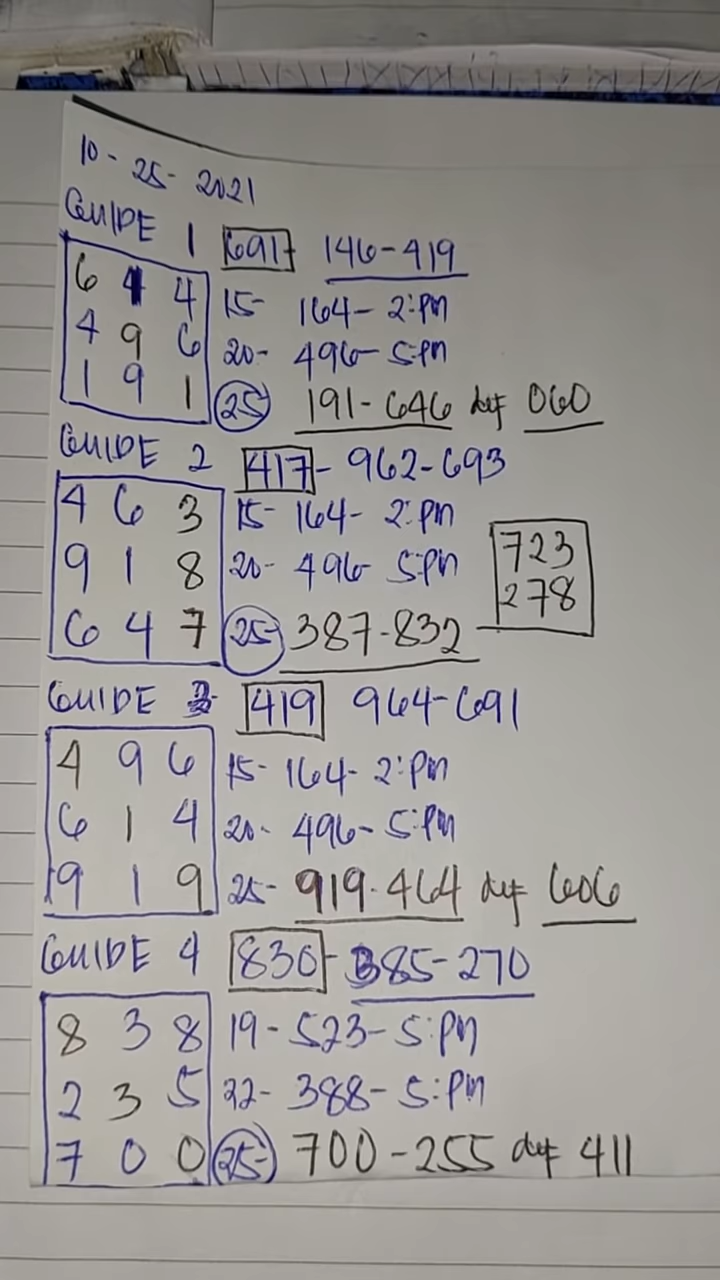 10-25-2021
GUIDE 1 691- 146-419
6 1 4 15- 164- 2:PM
4 9 6 20- 496- 5:PM
1 9 1 25 191-646 def 060
GUIDE 2 417- 962-693
4 6 3 15- 164- 2:PM
9 1 8 20- 496- 5:PM 723
6 4 7 25- 387-832 278
GUIDE 3 419 964-691
4 9 6 15- 164- 2:PM
6 1 4 20- 496- 5:PM
9 1 9 25- 919-464 def 606
GUIDE 4 830- 385-270
8 3 8 19- 523- 5:PM
2 3 5 22- 388- 5:PM
7 0 0 25- 700-255 def 411